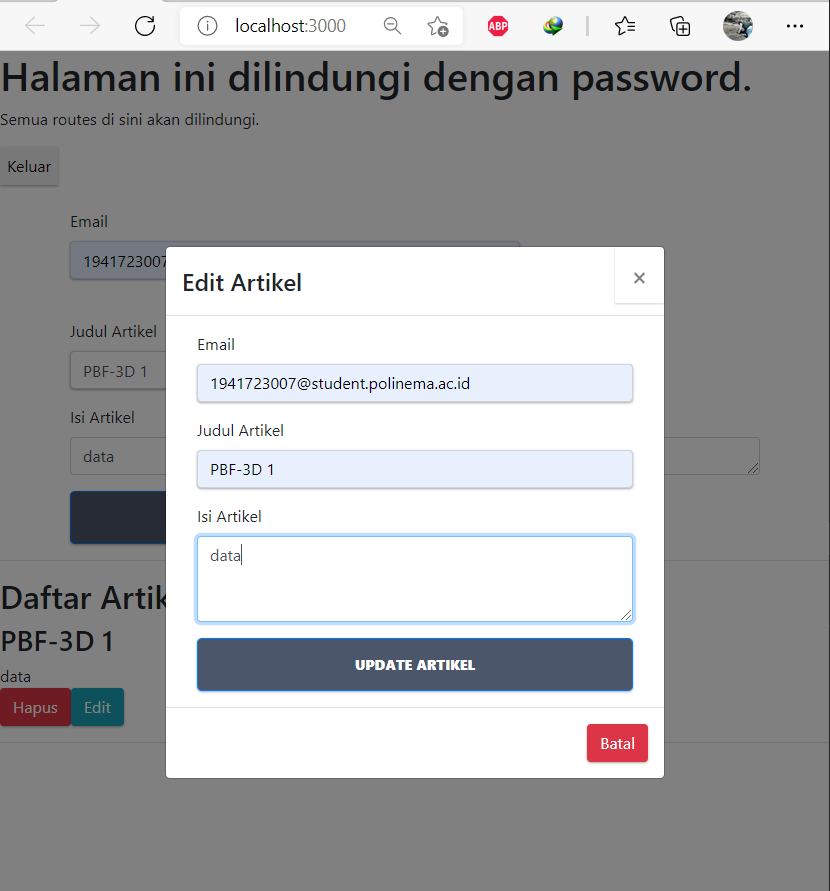 localhost:3000
ABP
Halaman ini dilindungi dengan password.
Semua routes di sini akan dilindungi.
Keluar
Email
1941723007
Judul Artikel
PBF-3D 1
Isi Artikel
data
Edit Artikel
×
Email
1941723007@student.polinema.ac.id
Judul Artikel
PBF-3D 1
Isi Artikel
data
UPDATE ARTIKEL
Batal
Daftar Artik
PBF-3D 1
data
Hapus
Edit